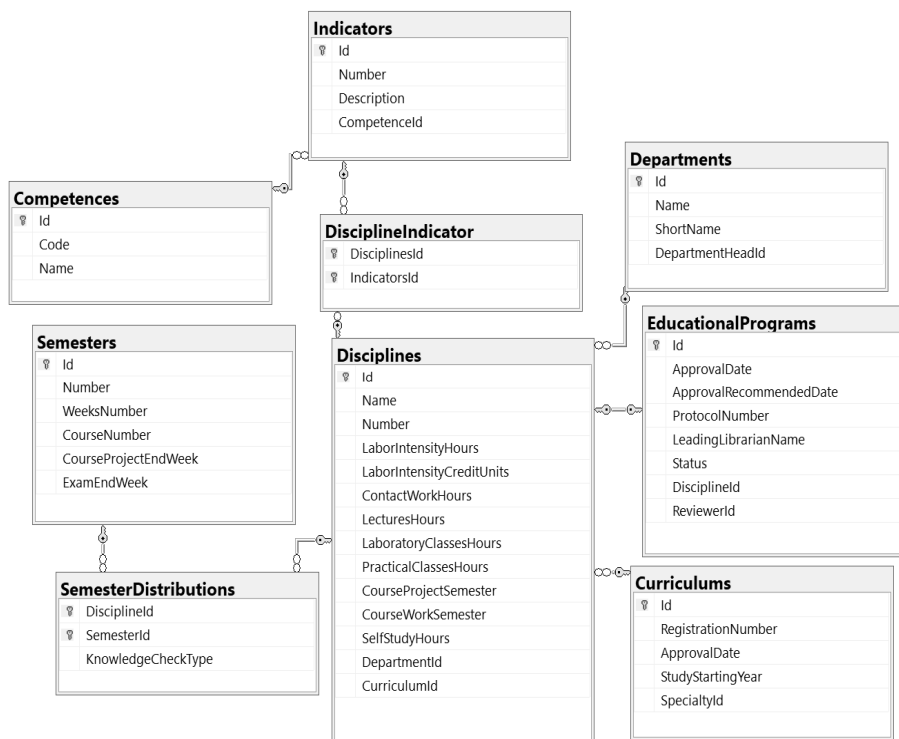 Indicators
Id
Number
Description
CompetenceId
Departments
Id
Name
ShortName
DepartmentHeadId
Competences
Id
Code
Name
DisciplineIndicator
DisciplinesId
IndicatorsId
EducationalPrograms
Id
ApprovalDate
ApprovalRecommendedDate
ProtocolNumber
LeadingLibrarianName
Status
DisciplineId
ReviewerId
Semesters
Id
Number
WeeksNumber
CourseNumber
CourseProjectEndWeek
ExamEndWeek
Disciplines
Id
Name
Number
LaborIntensityHours
LaborIntensityCreditUnits
ContactWorkHours
LecturesHours
LaboratoryClassesHours
PracticalClassesHours
CourseProjectSemester
CourseWorkSemester
SelfStudyHours
DepartmentId
CurriculumId
SemesterDistributions
DisciplineId
SemesterId
KnowledgeCheckType
Curriculums
Id
RegistrationNumber
ApprovalDate
StudyStartingYear
SpecialtyId